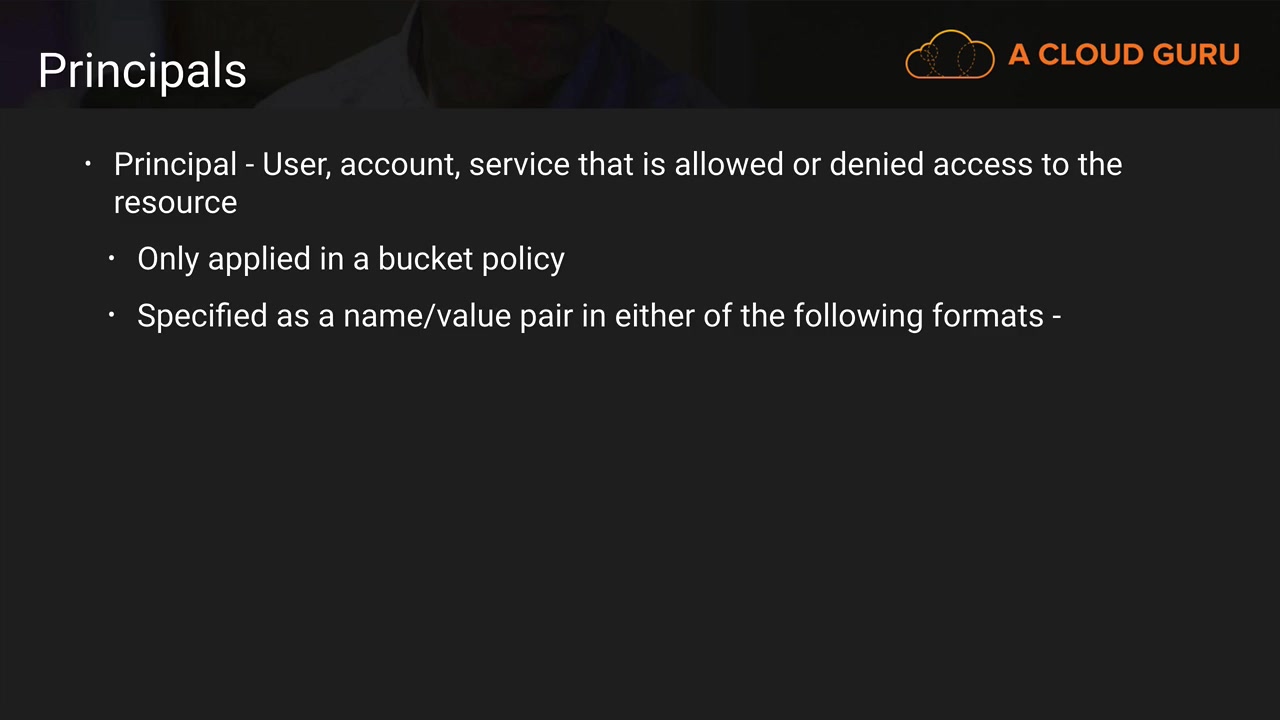 Principals
A CLOUD GURU
· Principal - User, account, service that is allowed or denied access to the
resource
· Only applied in a bucket policy
· Specified as a name/value pair in either of the following formats -